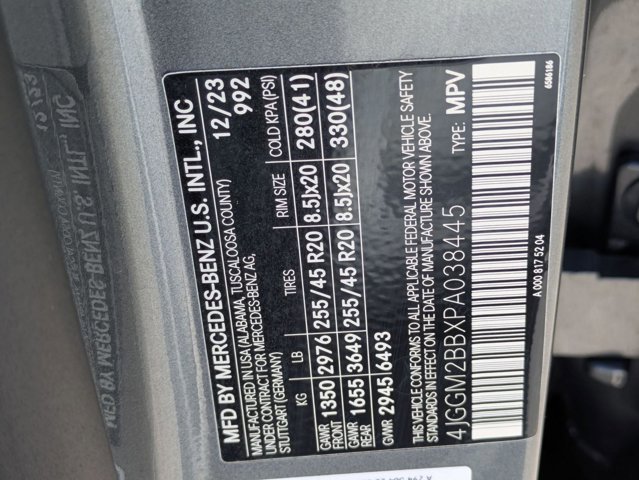 MFD BY MERCEDES-BENZ U.S. INTL., INC
MANUFACTURED IN USA (ALABAMA, TUSCALOOSA COUNTY)
UNDER CONTRACT FOR MERCEDES-BENZ AG,
STUTTGART (GERMANY)
12/23
992
KG LB TIRES RIM SIZE COLD KPA(PSI)
GAWR FRONT 1350 2976 255/45 R20 8.5Jx20 280(41)
GAWR REAR 1655 3649 255/45 R20 8.5Jx20 330(48)
GVWR 2945 6493
CONFORMS TO ALL APPLICABLE FEDERAL MOTOR VEHICLE SAFETY
STANDARDS IN EFFECT ON THE DATE OF MANUFACTURE SHOWN ABOVE.
4JGGM2BBXPA038445 TYPE: MPV
A 000 817 52 04
6586186